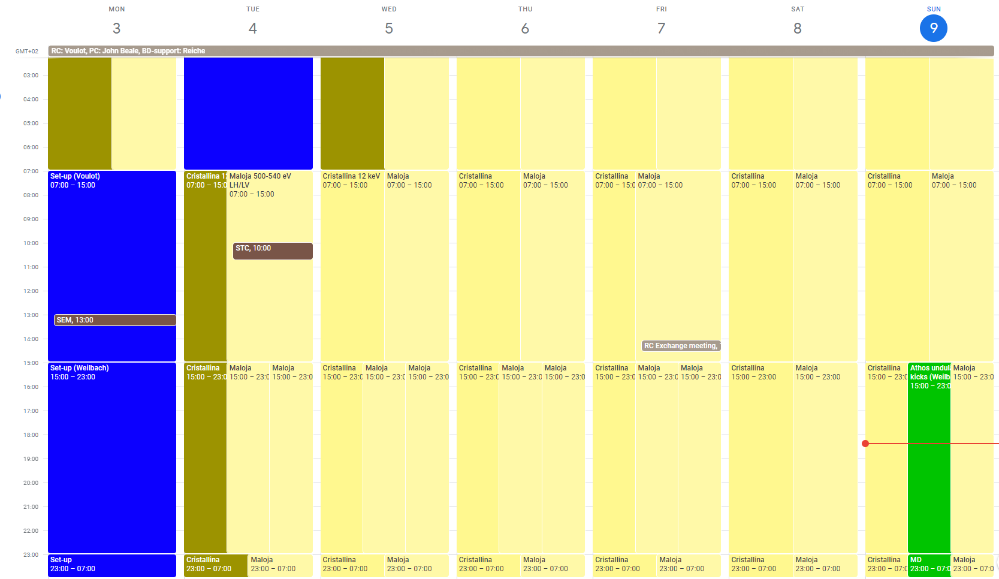 MON
TUE
WED
THU
FRI
SAT
SUN
3
4
5
6
7
8
9
GMT+02
RC: Voulot, PC: John Beale, BD-support: Reiche
03:00
04:00
05:00
06:00
07:00
08:00
09:00
10:00
11:00
12:00
13:00
14:00
15:00
16:00
17:00
18:00
19:00
20:00
21:00
22:00
23:00
Set-up (Voulot)
07:00 – 15:00
SEM, 13:00
Set-up (Weilbach)
15:00 – 23:00
Set-up
23:00 – 07:00
Cristallina 1
07:00 – 15:0
Maloja 500-540 eV
LH/LV
07:00 – 15:00
STC, 10:00
Cristallina
15:00 – 23:0
Maloja
15:00 – 23:0
Maloja
15:00 – 23:0
Cristallina
23:00 – 07:00
Maloja
23:00 – 07:00
Cristallina 12 keV
07:00 – 15:00
Maloja
07:00 – 15:00
Cristallina
15:00 – 23:0
Maloja
15:00 – 23:0
Maloja
15:00 – 23:0
Cristallina
23:00 – 07:00
Maloja
23:00 – 07:00
Cristallina
07:00 – 15:00
Maloja
07:00 – 15:00
Cristallina
15:00 – 23:0
Maloja
15:00 – 23:0
Maloja
15:00 – 23:0
Cristallina
23:00 – 07:00
Maloja
23:00 – 07:00
Cristallina
07:00 – 15:0
Maloja
07:00 – 15:00
RC Exchange meeting,
Cristallina
15:00 – 23:0
Maloja
15:00 – 23:0
Maloja
15:00 – 23:0
Cristallina
23:00 – 07:00
Maloja
23:00 – 07:00
Cristallina
07:00 – 15:00
Maloja
07:00 – 15:00
Cristallina
15:00 – 23:00
Maloja
15:00 – 23:00
Cristallina
23:00 – 07:00
Maloja
23:00 – 07:00
Cristallina
07:00 – 15:00
Maloja
07:00 – 15:00
Cristallina
15:00 – 23:0
Athos undul
kicks (Weilb
15:00 – 23:0
Maloja
15:00 – 23:0
Cristallina
23:00 – 07:0
MD
23:00 – 07:0
Maloja
23:00 – 07:0